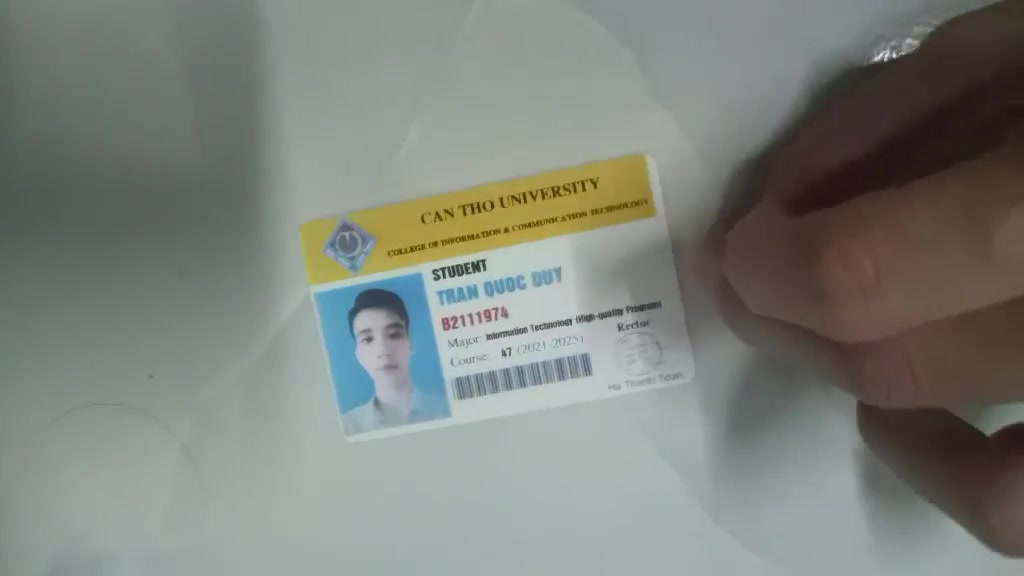 CAN THO UNIVERSITY
COLLEGE OF INFORMATION & COMMUNICATION TECHNOLOGY
STUDENT
TRAN QUOC DUY
B2111974
Major: Information Technology (High-quality Program)
Course: 47 (2021-2025)
Rector
Ha Thanh Toan